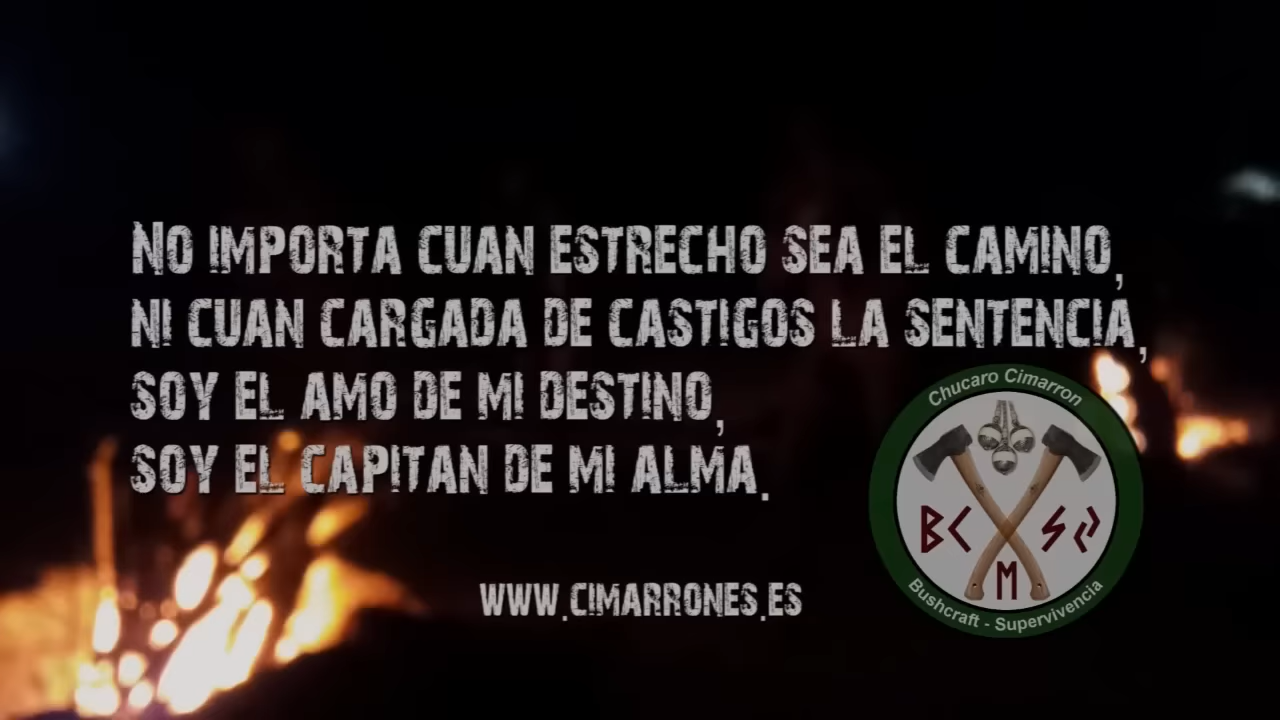 No importa cuan estrecho sea el camino,
ni cuan cargada de castigos la sentencia,
soy el amo de mi destino,
soy el capitan de mi alma.
Chucaro Cimarron
Bushcraft - Supervivencia
www.cimarrones.es